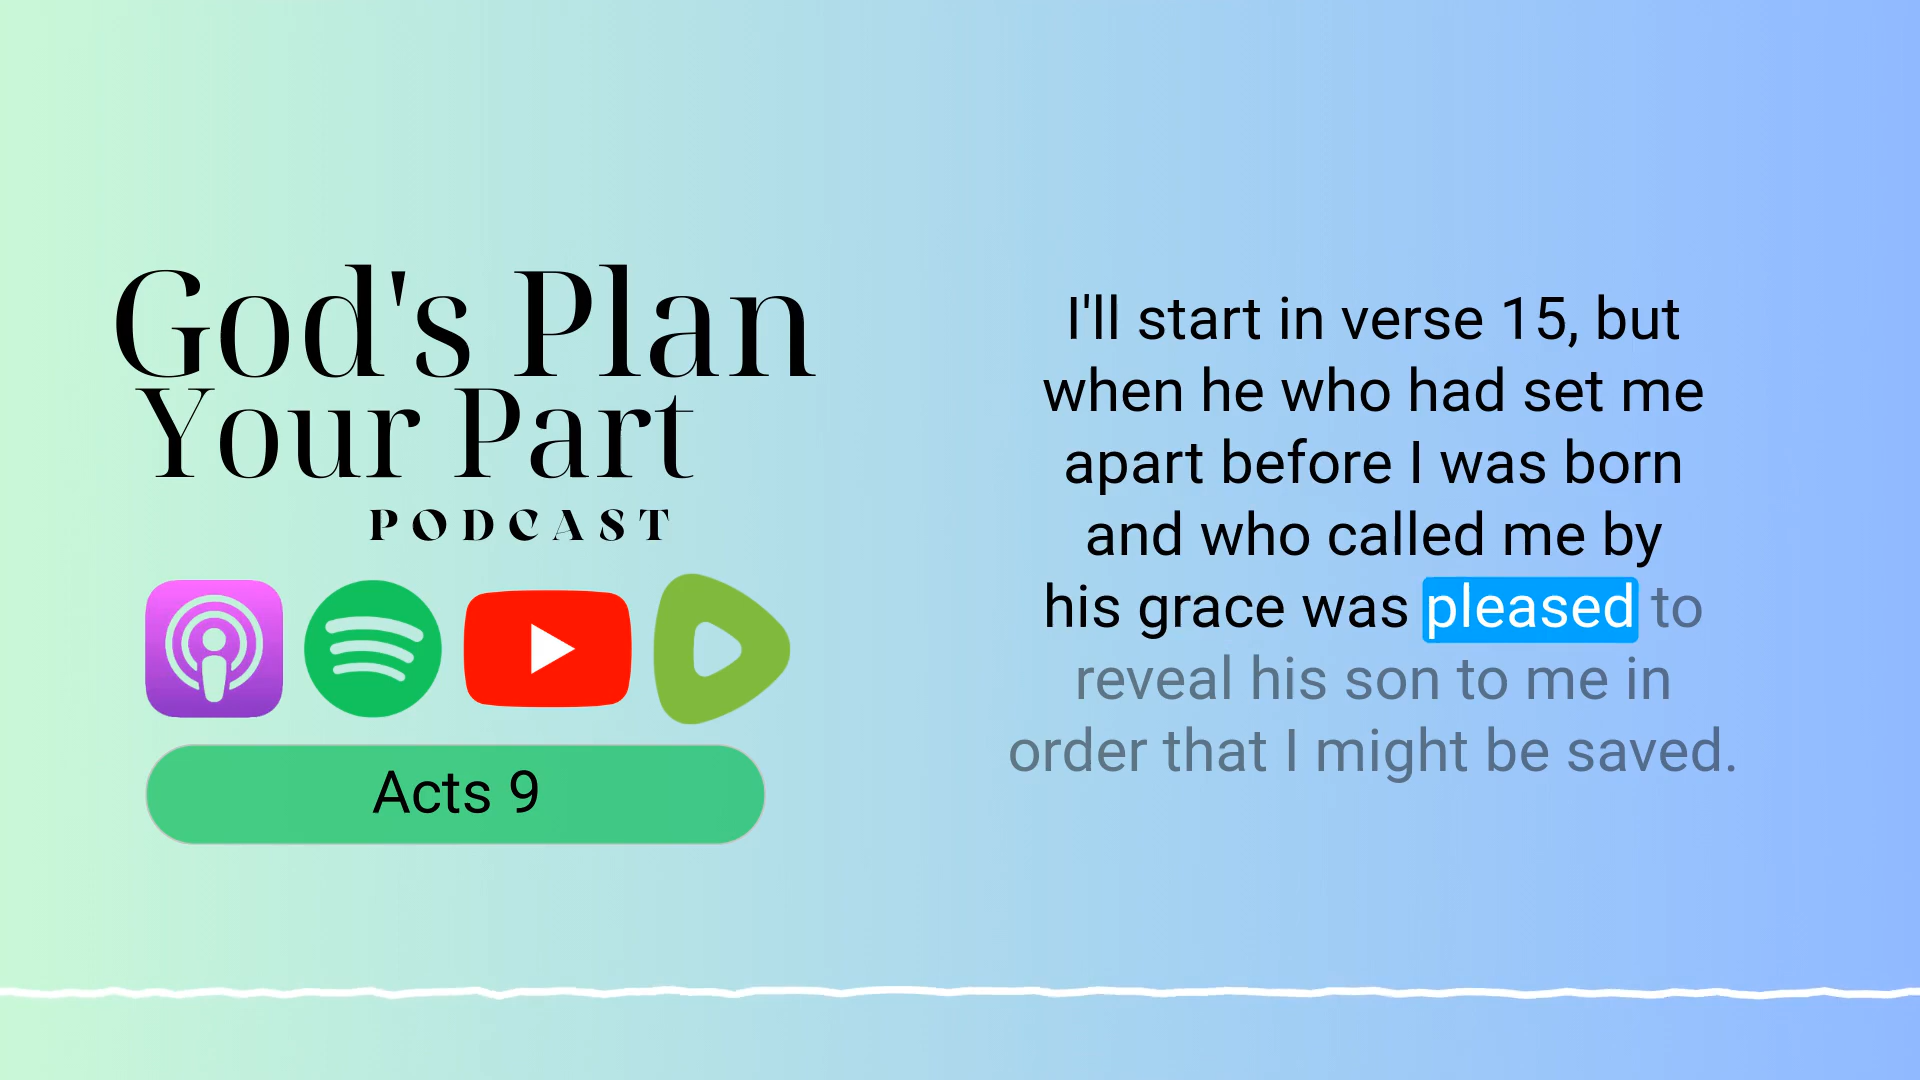 God's Plan
Your Part
PODCAST
Acts 9
I'll start in verse 15, but
when he who had set me
apart before I was born
and who called me by
his grace was pleased to
reveal his son to me in
order that I might be saved.